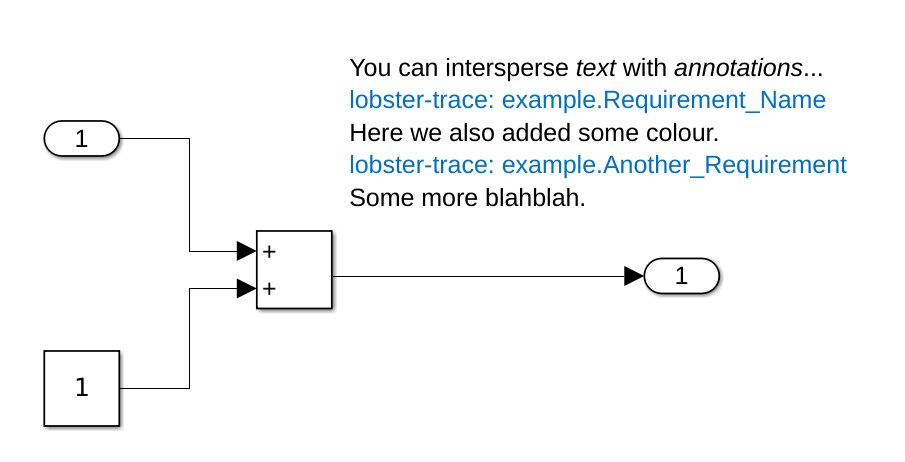 You can intersperse text with annotations...
lobster-trace: example.Requirement_Name
Here we also added some colour.
lobster-trace: example.Another_Requirement
Some more blahblah.
1
+
+
1
1